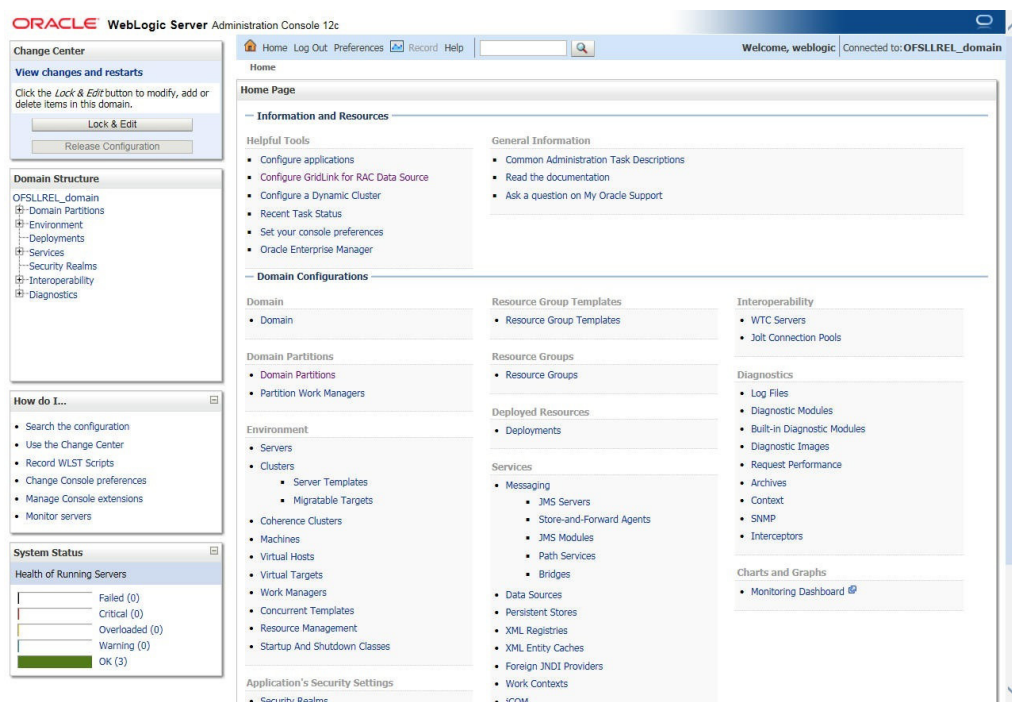 ORACLE WebLogic Server Administration Console 12c
Change Center
View changes and restarts
Click the Lock & Edit button to modify, add or
delete items in this domain.
Lock & Edit
Release Configuration
Domain Structure
OFSLLREL_domain
Domain Partitions
Environment
Deployments
Services
Security Realms
Interoperability
Diagnostics
How do I...
Search the configuration
Use the Change Center
Record WLST Scripts
Change Console preferences
Manage Console extensions
Monitor servers
System Status
Health of Running Servers
Failed (0)
Critical (0)
Overloaded (0)
Warning (0)
OK (3)
Home Log Out Preferences Record Help
Welcome, weblogic Connected to: OFSLLREL_domain
Home
Home Page
Information and Resources
Helpful Tools
Configure applications
Configure GridLink for RAC Data Source
Configure a Dynamic Cluster
Recent Task Status
Set your console preferences
Oracle Enterprise Manager
General Information
Common Administration Task Descriptions
Read the documentation
Ask a question on My Oracle Support
Domain Configurations
Domain
Domain
Domain Partitions
Domain Partitions
Partition Work Managers
Environment
Servers
Clusters
Server Templates
Migratable Targets
Coherence Clusters
Machines
Virtual Hosts
Virtual Targets
Work Managers
Concurrent Templates
Resource Management
Startup And Shutdown Classes
Application's Security Settings
Security Realms
Resource Group Templates
Resource Group Templates
Resource Groups
Resource Groups
Deployed Resources
Deployments
Services
Messaging
JMS Servers
Store-and-Forward Agents
JMS Modules
Path Services
Bridges
Data Sources
Persistent Stores
XML Registries
XML Entity Caches
Foreign JNDI Providers
Work Contexts
jCOM
Interoperability
WTC Servers
Jolt Connection Pools
Diagnostics
Log Files
Diagnostic Modules
Built-in Diagnostic Modules
Diagnostic Images
Request Performance
Archives
Context
SNMP
Interceptors
Charts and Graphs
Monitoring Dashboard